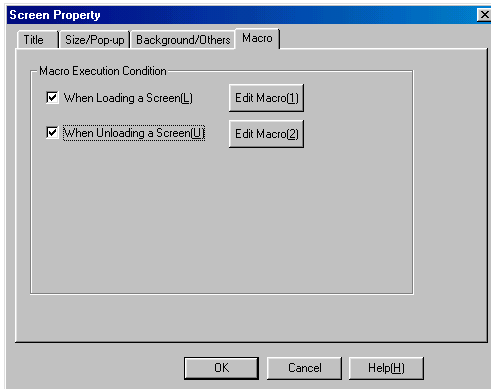 Screen Property
Title Size/Pop-up Background/Others Macro
Macro Execution Condition
When Loading a Screen(L) Edit Macro(1)
When Unloading a Screen(U) Edit Macro(2)
OK Cancel Help(H)